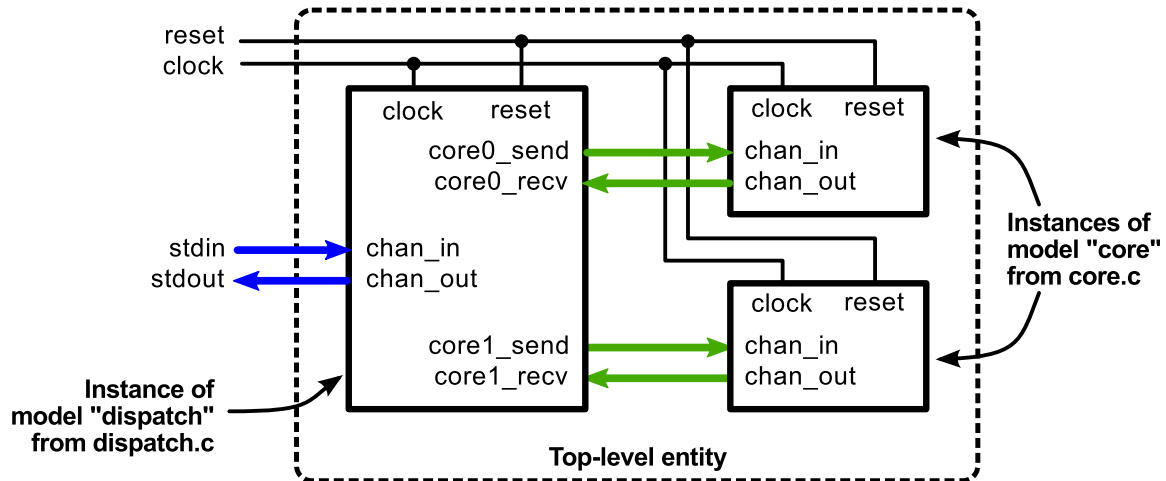 reset
clock
clock reset
core0_send
core0_recv
stdin
stdout
chan_in
chan_out
core1_send
core1_recv
clock reset
chan_in
chan_out
clock reset
chan_in
chan_out
Instances of
model "core"
from core.c
Instance of
model "dispatch"
from dispatch.c
Top-level entity